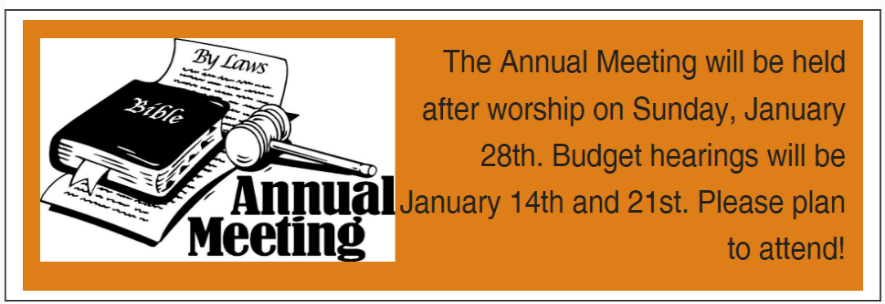 By Laws
Bible
Annual
Meeting
The Annual Meeting will be held
after worship on Sunday, January
28th. Budget hearings will be
January 14th and 21st. Please plan
to attend!